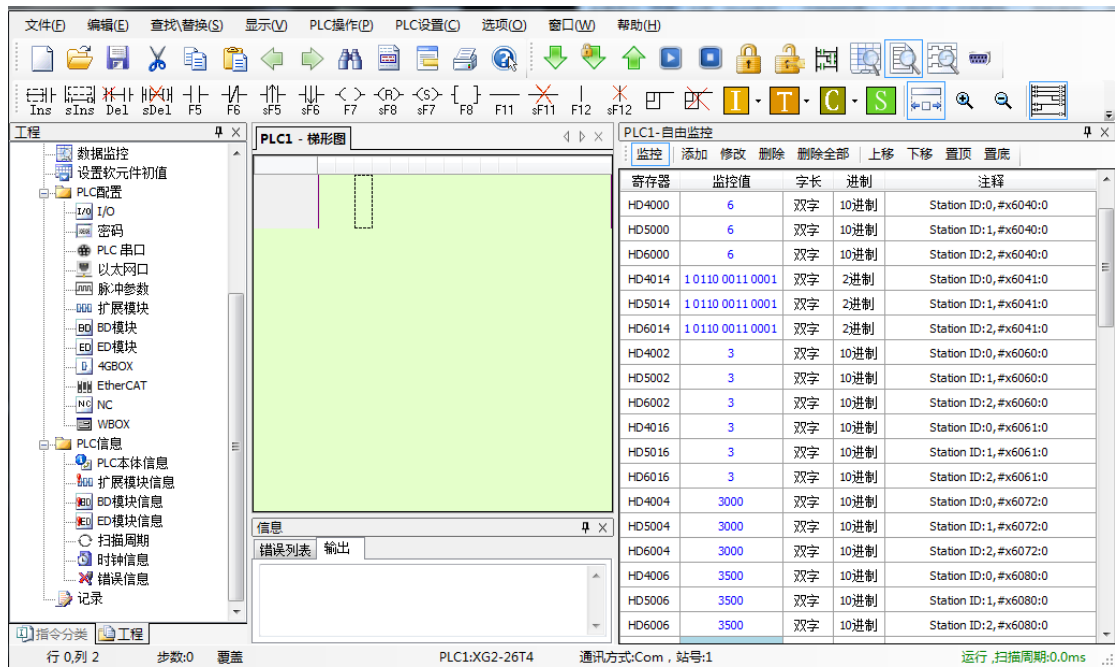 文件(F) 编辑(E) 查找\替换(S) 显示(V) PLC操作(P) PLC设置(C) 选项(O) 窗口(W) 帮助(H)
Ins sIns Del sDel F5 F6 sF5 sF6 F7 sF8 sF7 F8 F11 sF11 F12 sF12 I T C S
工程
数据监控
设置软元件初值
PLC配置
I/O I/O
密码
PLC 串口
以太网口
脉冲参数
扩展模块
BD BD模块
ED ED模块
4GBOX
EtherCAT
NC NC
WBOX
PLC信息
PLC本体信息
扩展模块信息
BD BD模块信息
ED ED模块信息
扫描周期
时钟信息
错误信息
记录
指令分类 工程
PLC1 - 梯形图
信息
错误列表 输出
PLC1-自由监控
监控 添加 修改 删除 删除全部 上移 下移 置顶 置底
寄存器 监控值 字长 进制 注释
HD4000 6 双字 10进制 Station ID:0,#x6040:0
HD5000 6 双字 10进制 Station ID:1,#x6040:0
HD6000 6 双字 10进制 Station ID:2,#x6040:0
HD4014 1 0110 0011 0001 双字 2进制 Station ID:0,#x6041:0
HD5014 1 0110 0011 0001 双字 2进制 Station ID:1,#x6041:0
HD6014 1 0110 0011 0001 双字 2进制 Station ID:2,#x6041:0
HD4002 3 双字 10进制 Station ID:0,#x6060:0
HD5002 3 双字 10进制 Station ID:1,#x6060:0
HD6002 3 双字 10进制 Station ID:2,#x6060:0
HD4016 3 双字 10进制 Station ID:0,#x6061:0
HD5016 3 双字 10进制 Station ID:1,#x6061:0
HD6016 3 双字 10进制 Station ID:2,#x6061:0
HD4004 3000 双字 10进制 Station ID:0,#x6072:0
HD5004 3000 双字 10进制 Station ID:1,#x6072:0
HD6004 3000 双字 10进制 Station ID:2,#x6072:0
HD4006 3500 双字 10进制 Station ID:0,#x6080:0
HD5006 3500 双字 10进制 Station ID:1,#x6080:0
HD6006 3500 双字 10进制 Station ID:2,#x6080:0
行 0,列 2 步数:0 覆盖 PLC1:XG2-26T4 通讯方式:Com，站号:1 运行 ,扫描周期:0.0ms